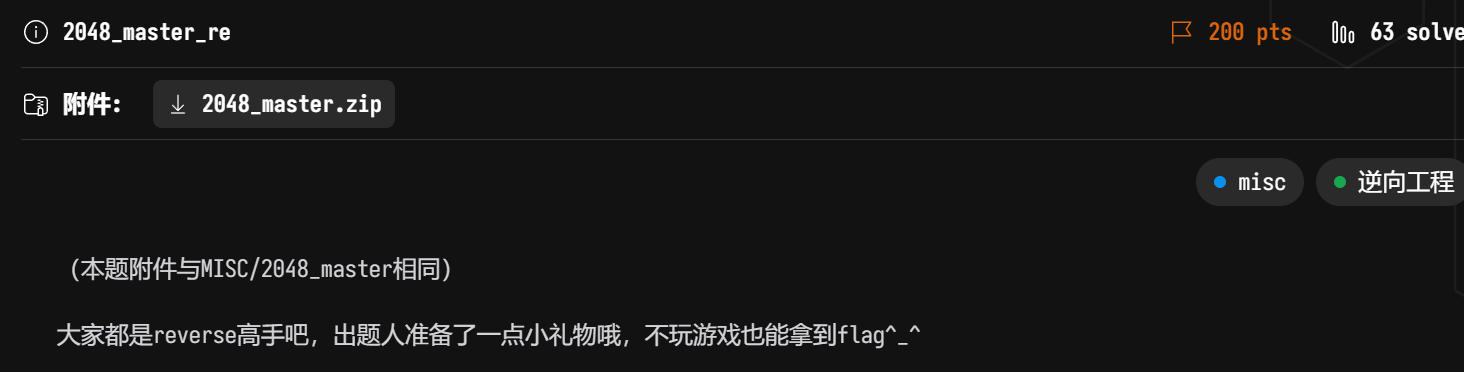 2048_master_re 200 pts 63 solve
附件： 2048_master.zip
misc 逆向工程
(本题附件与MISC/2048_master相同)
大家都是reverse高手吧，出题人准备了一点小礼物哦，不玩游戏也能拿到flag^_^